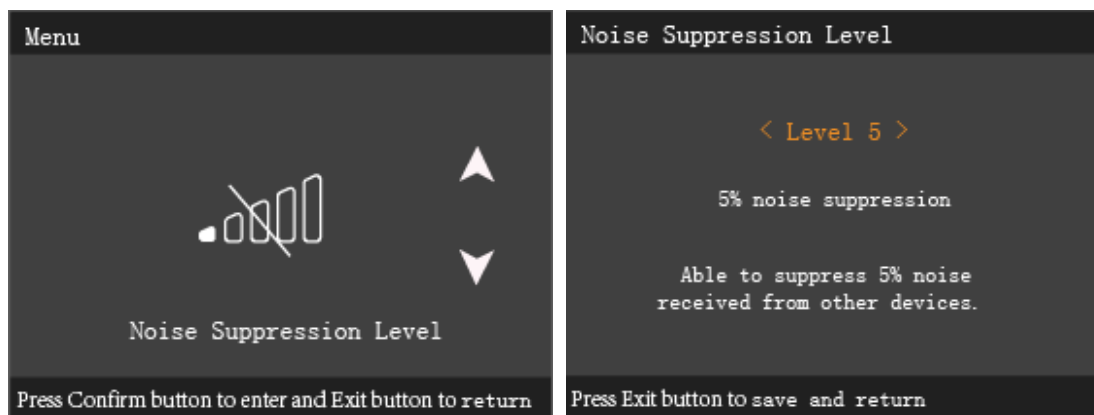 Menu
Noise Suppression Level
Press Confirm button to enter and Exit button to return
Noise Suppression Level
< Level 5 >
5% noise suppression
Able to suppress 5% noise
received from other devices.
Press Exit button to save and return